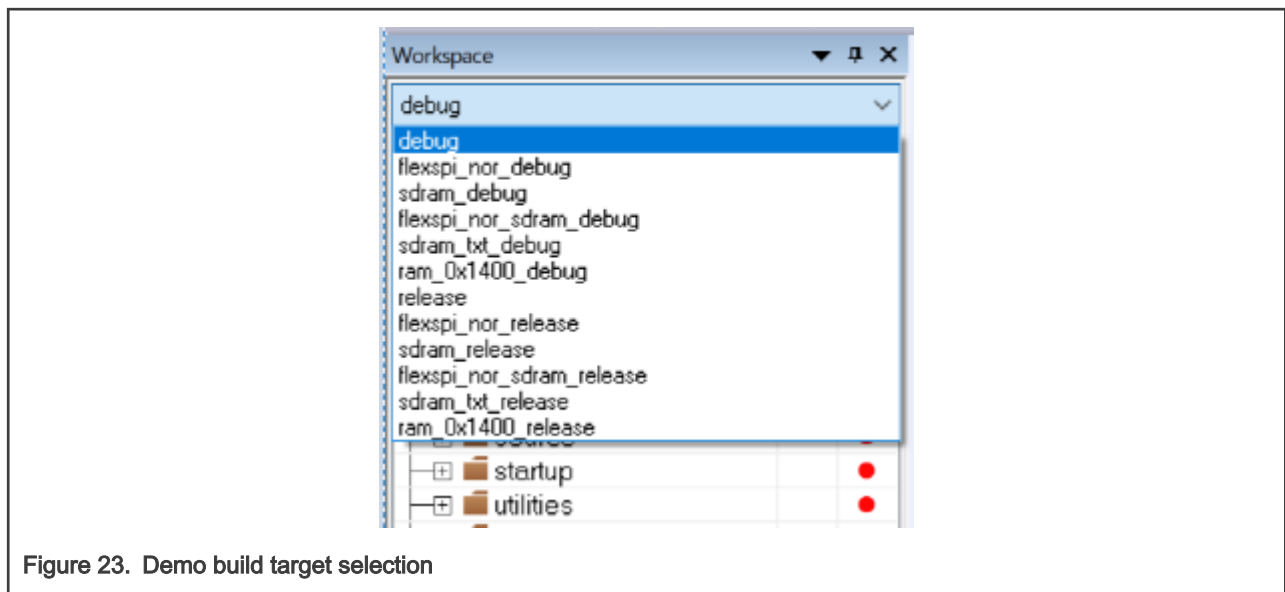 Workspace
debug
debug
flexspi_nor_debug
sdram_debug
flexspi_nor_sdram_debug
sdram_txt_debug
ram_0x1400_debug
release
flexspi_nor_release
sdram_release
flexspi_nor_sdram_release
sdram_txt_release
ram_0x1400_release
startup
utilities
Figure 23. Demo build target selection